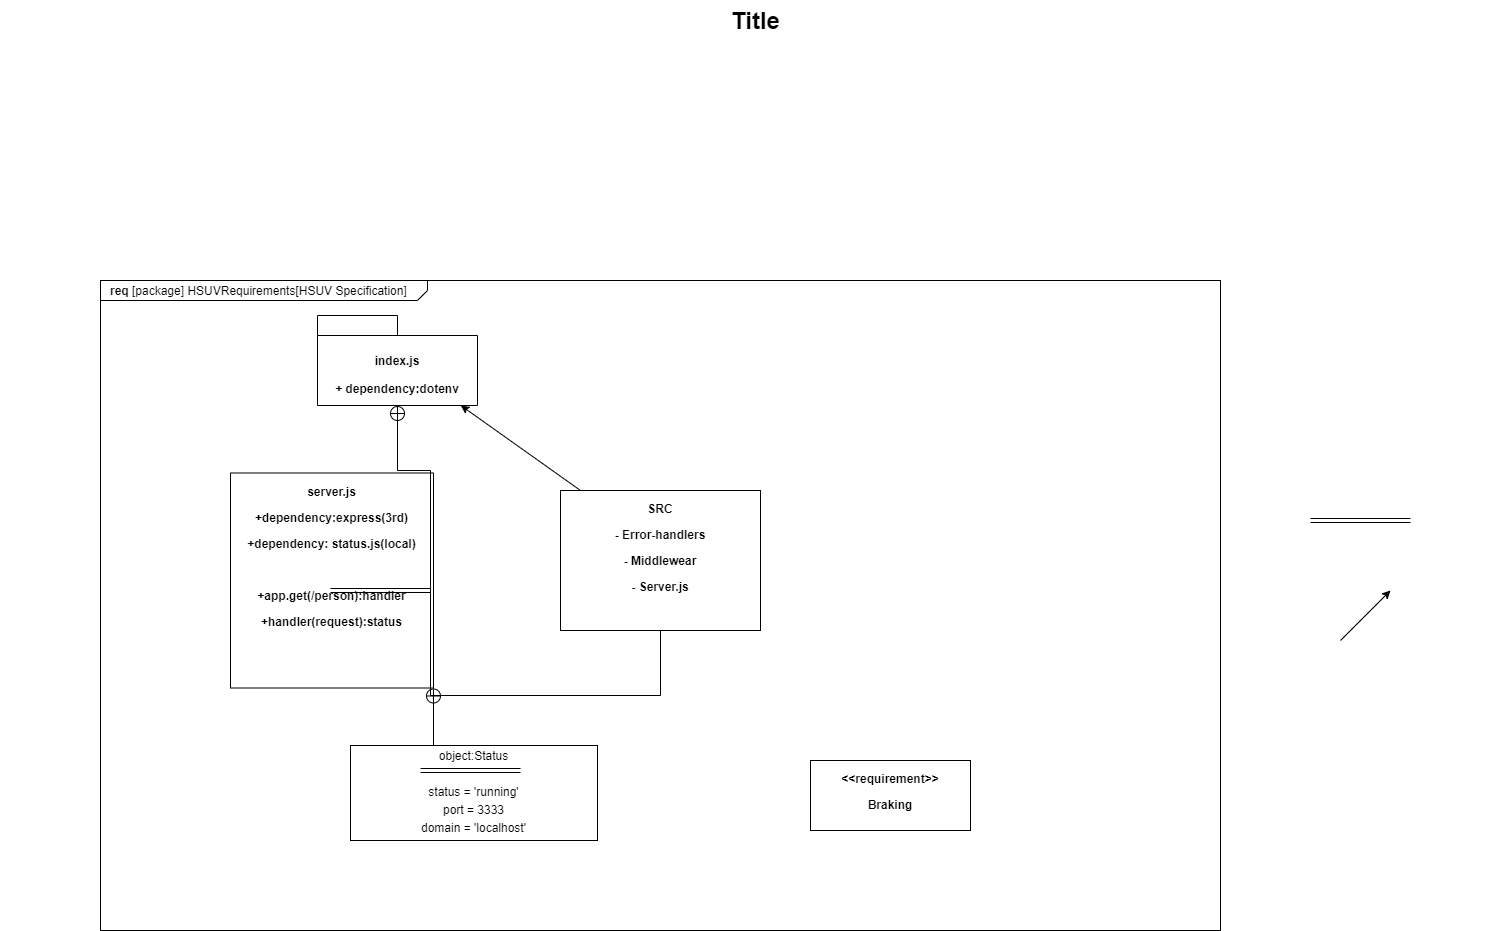 Title
req [package] HSUVRequirements[HSUV Specification]
index.js
+ dependency:dotenv
server.js
+dependency:express(3rd)
+dependency: status.js(local)
+app.get(/person):handler
+handler(request):status
SRC
- Error-handlers
- Middlewear
- Server.js
object:Status
status = 'running'
port = 3333
domain = 'localhost'
<<requirement>>
Braking